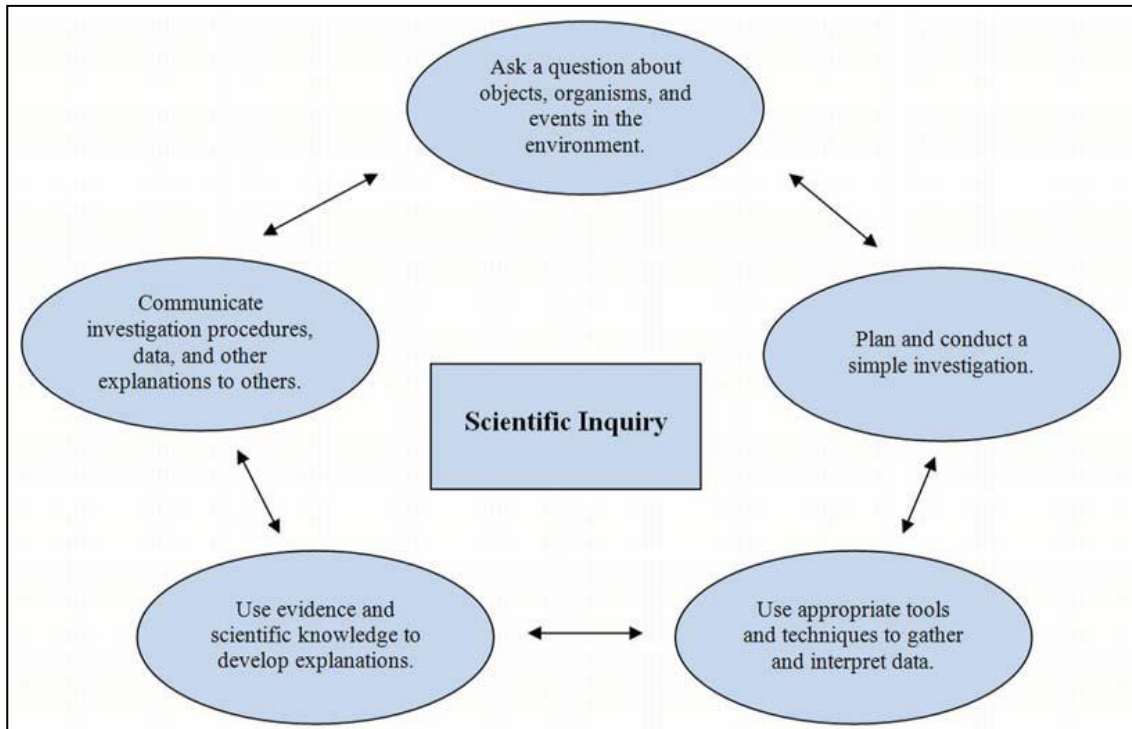 Ask a question about
objects, organisms, and
events in the
environment.
Communicate
investigation procedures,
data, and other
explanations to others.
Plan and conduct a
simple investigation.
Scientific Inquiry
Use evidence and
scientific knowledge to
develop explanations.
Use appropriate tools
and techniques to gather
and interpret data.